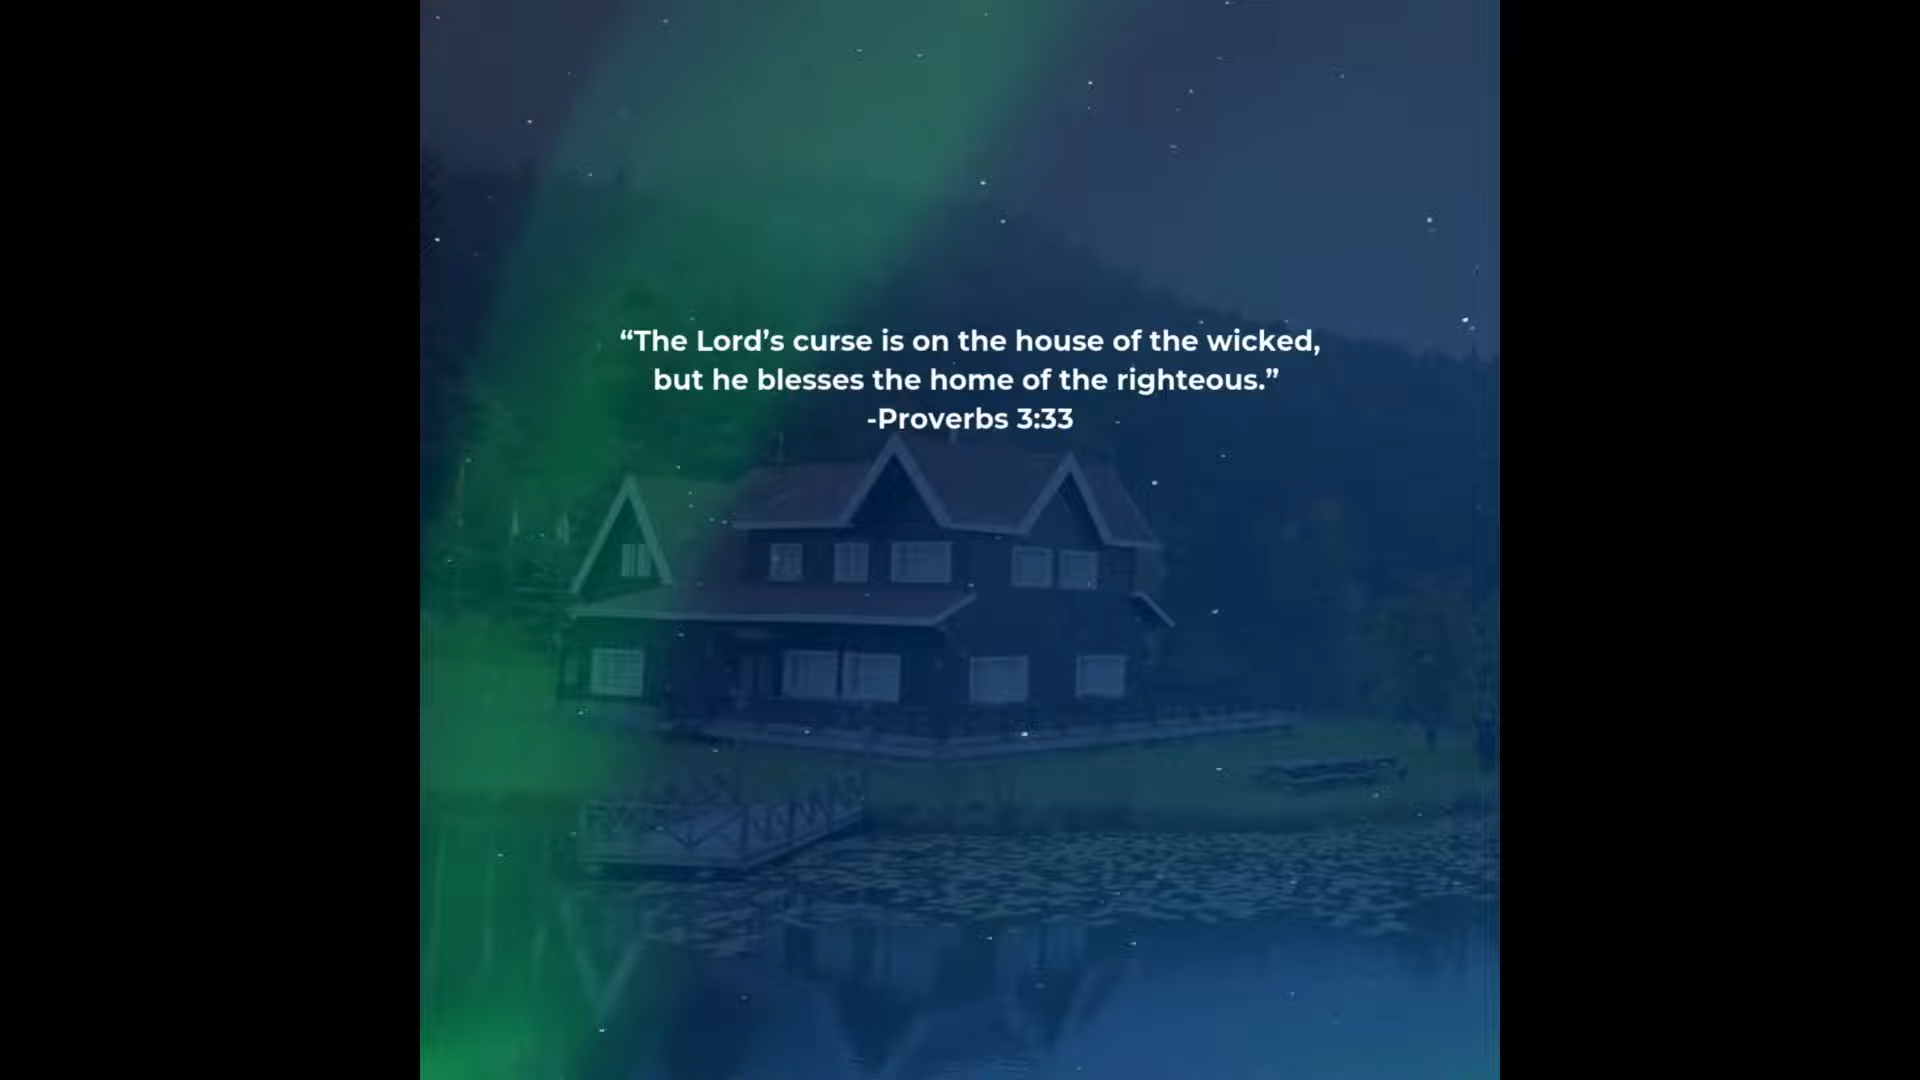 “The Lord’s curse is on the house of the wicked,
but he blesses the home of the righteous.”
-Proverbs 3:33